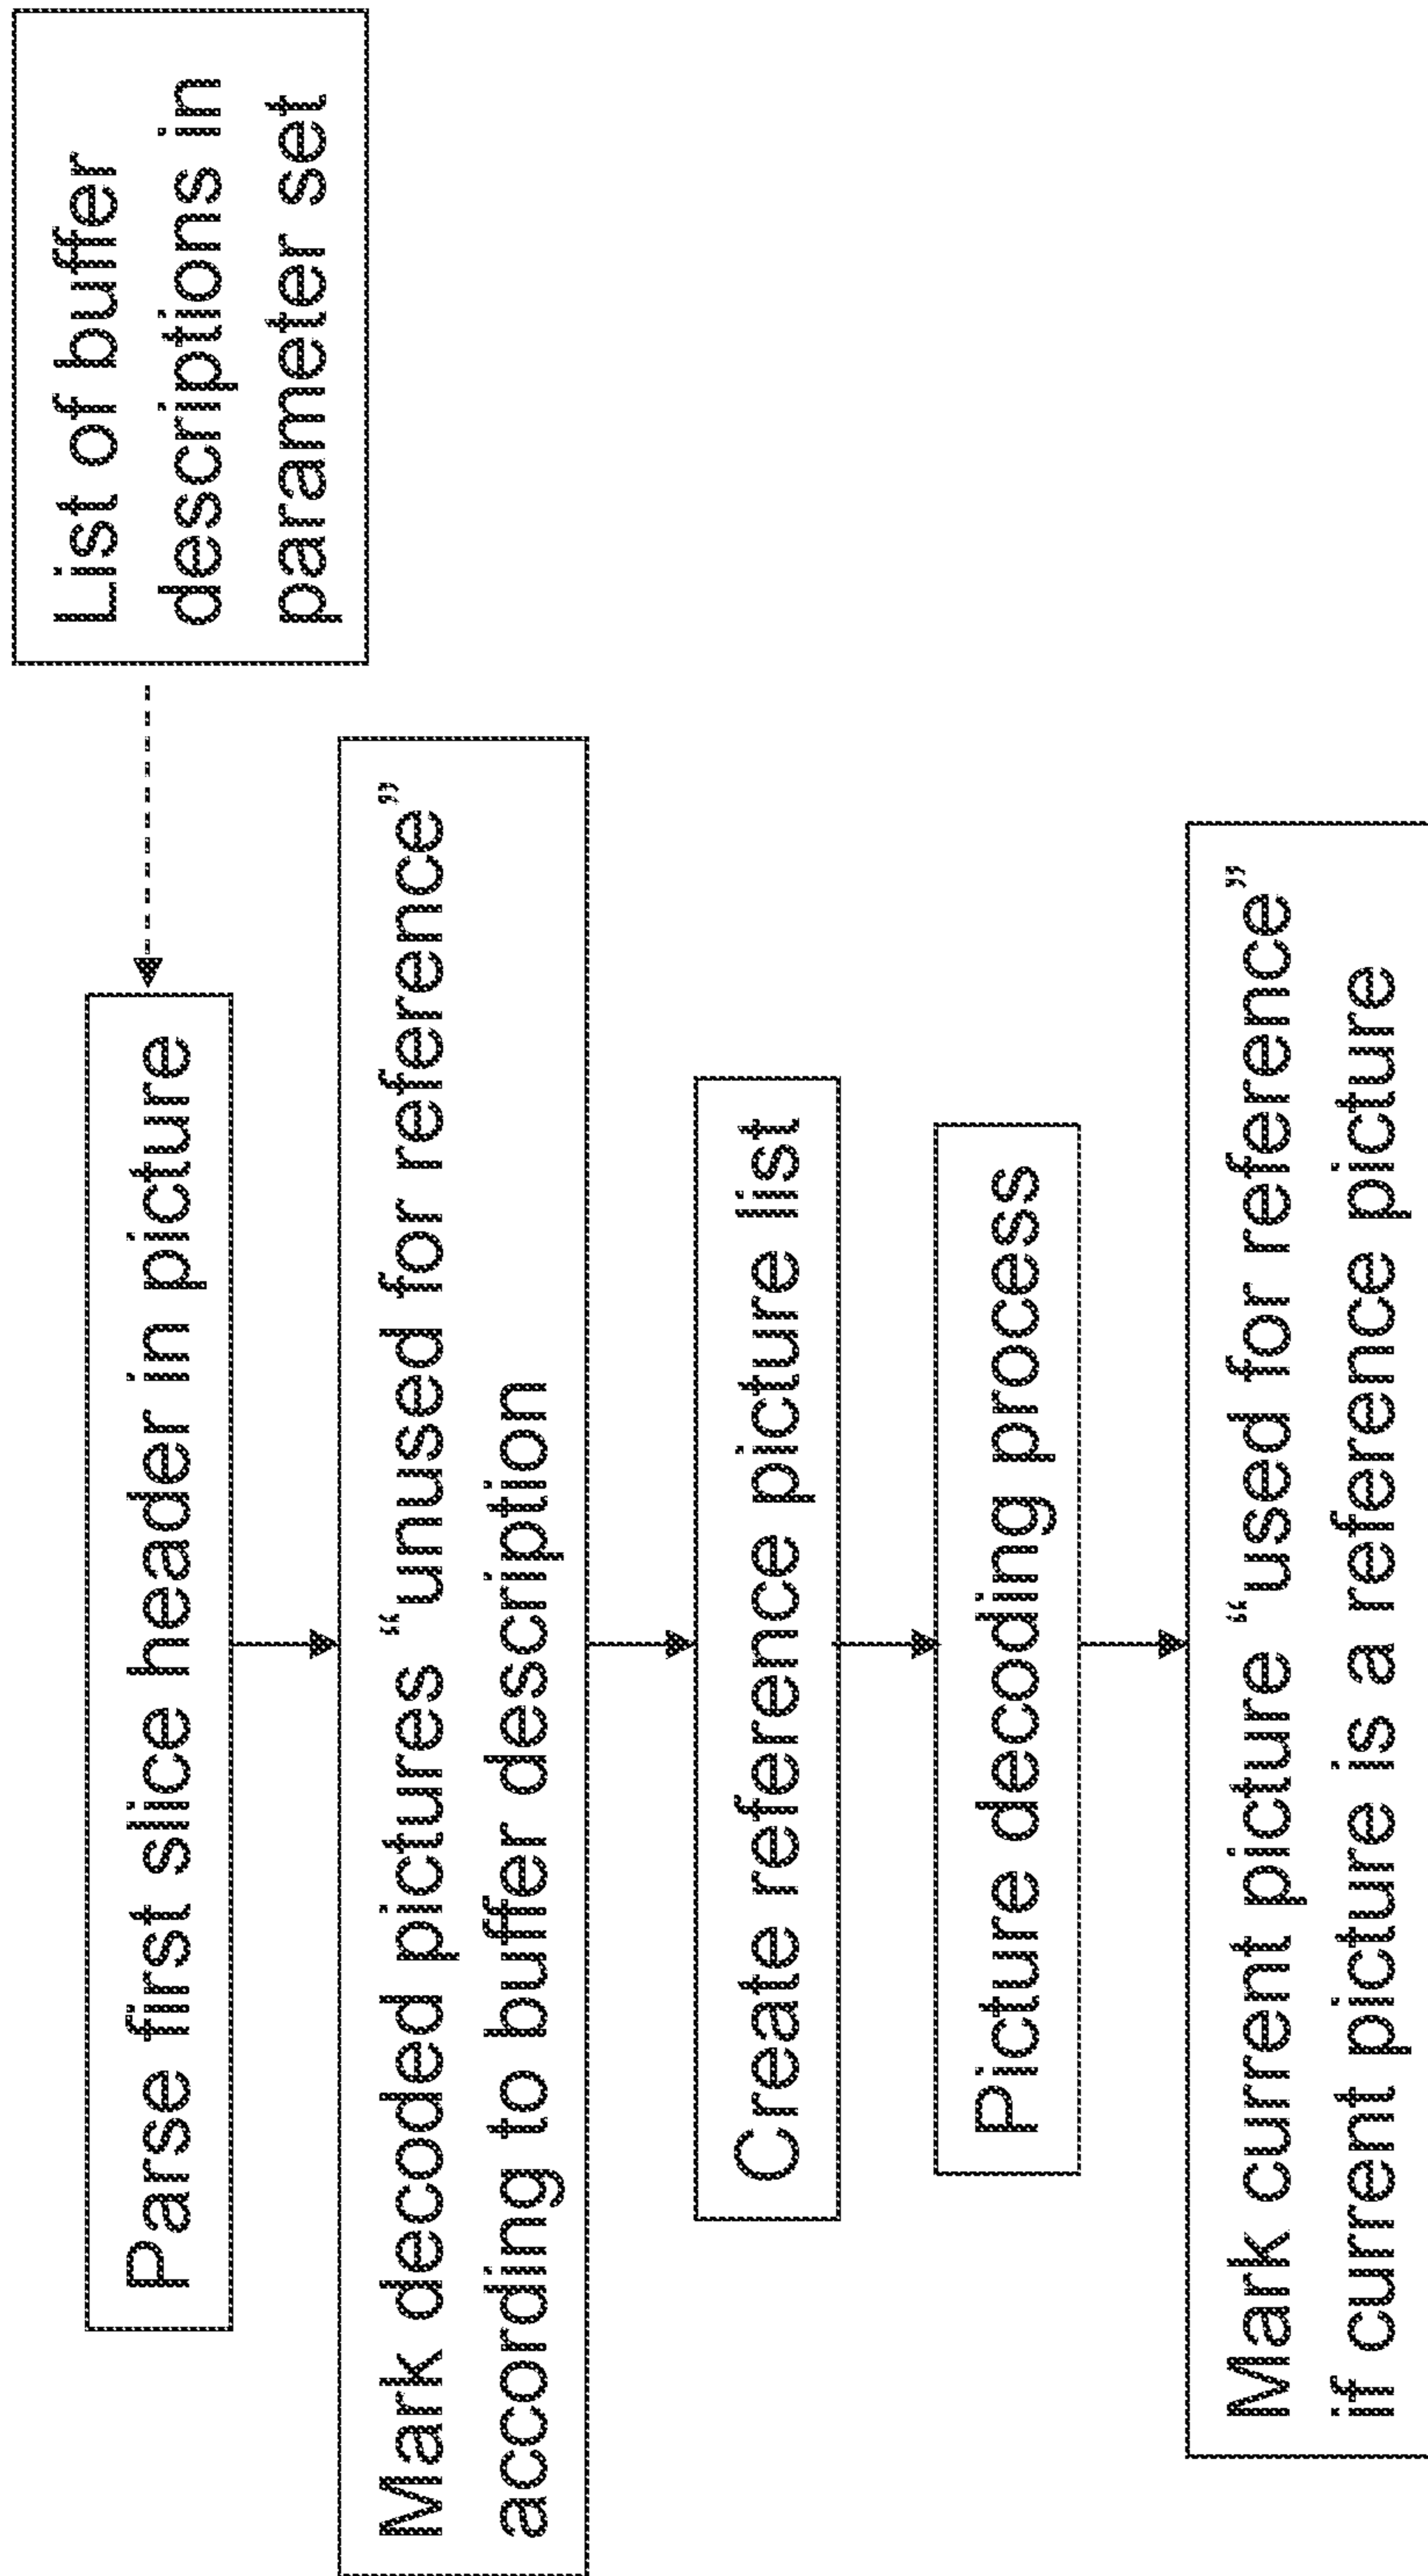 List of buffer
descriptions in
parameter set
Parse first slice header in picture
Mark decoded pictures “unused for reference”
according to buffer description
Create reference picture list
Picture decoding process
Mark current picture “used for reference”
if current picture is a reference picture